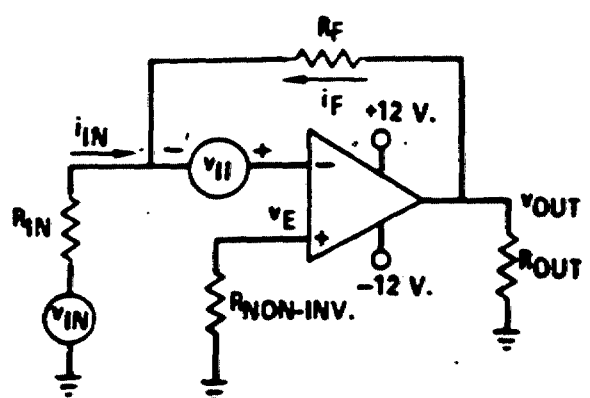 RF
iF
+12 V.
iIN
− vII +
−
RIN
vE
+
vOUT
ROUT
−12 V.
RNON-INV.
vIN